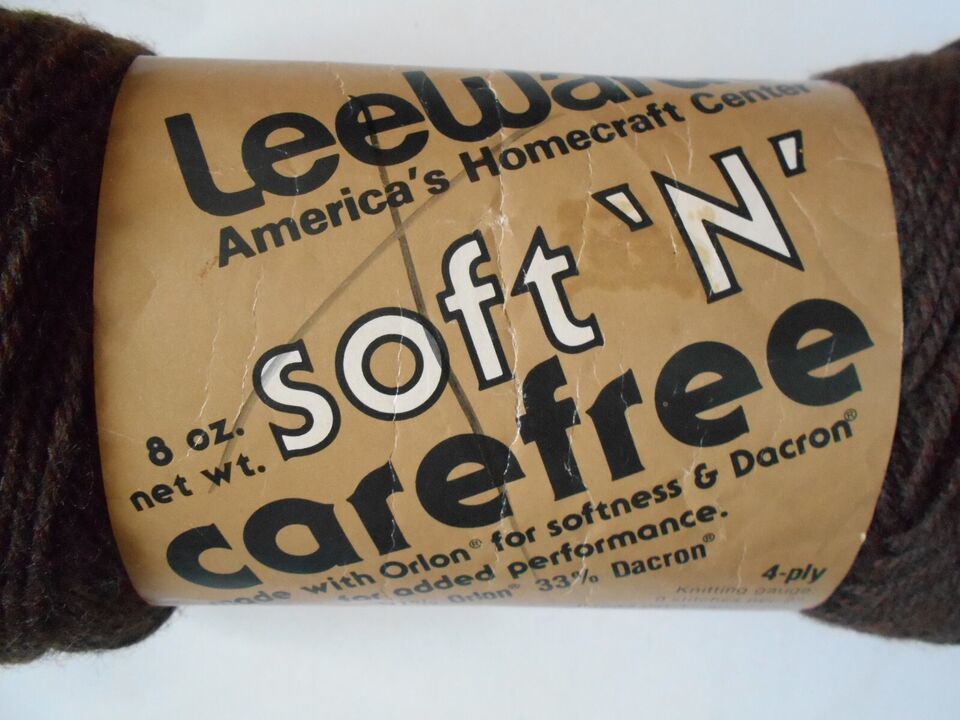 LeeWard
America's Homecraft Center
soft 'N'
carefree
8 oz.
net wt.
made with Orlon® for softness & Dacron®
for added performance.
Orlon® 33% Dacron®
4-ply
Knitting gauge